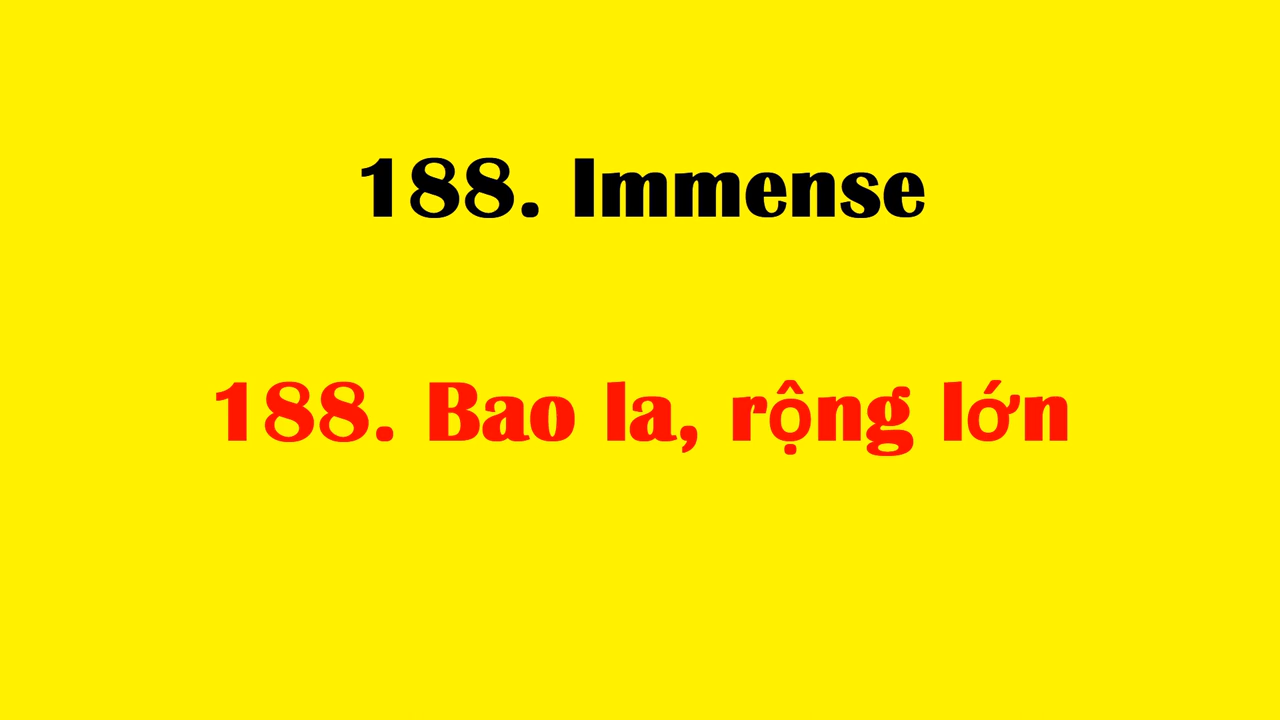 188. Immense
188. Bao la, rộng lớn